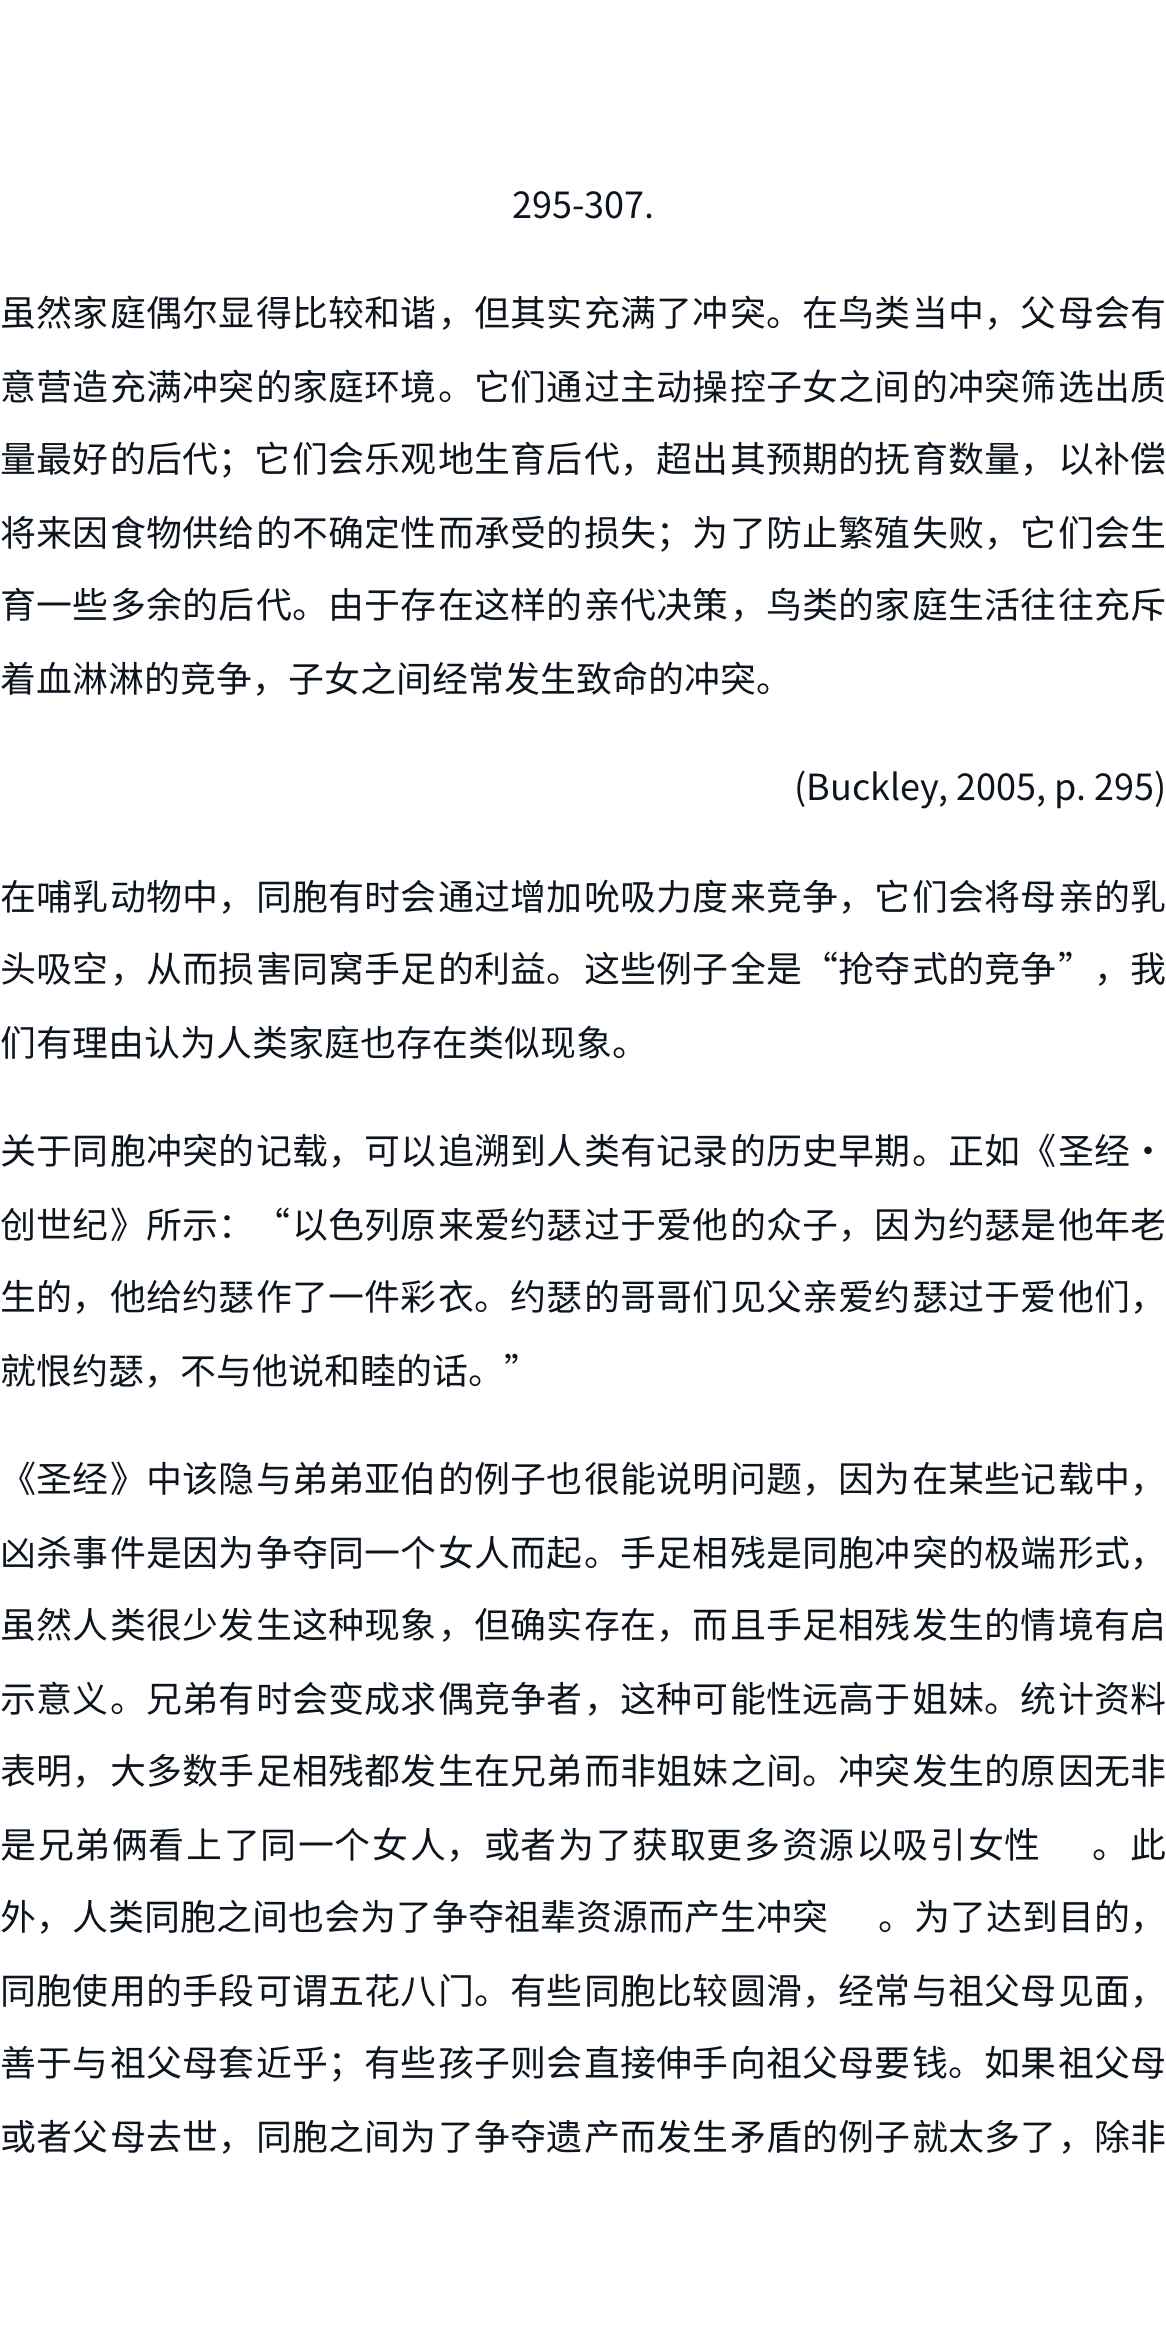 295-307.
虽然家庭偶尔显得比较和谐，但其实充满了冲突。在鸟类当中，父母会有
意营造充满冲突的家庭环境。它们通过主动操控子女之间的冲突筛选出质
量最好的后代；它们会乐观地生育后代，超出其预期的抚育数量，以补偿
将来因食物供给的不确定性而承受的损失；为了防止繁殖失败，它们会生
育一些多余的后代。由于存在这样的亲代决策，鸟类的家庭生活往往充斥
着血淋淋的竞争，子女之间经常发生致命的冲突。
(Buckley, 2005, p. 295)
在哺乳动物中，同胞有时会通过增加吮吸力度来竞争，它们会将母亲的乳
头吸空，从而损害同窝手足的利益。这些例子全是“抢夺式的竞争”，我
们有理由认为人类家庭也存在类似现象。
关于同胞冲突的记载，可以追溯到人类有记录的历史早期。正如《圣经·
创世纪》所示：“以色列原来爱约瑟过于爱他的众子，因为约瑟是他年老
生的，他给约瑟作了一件彩衣。约瑟的哥哥们见父亲爱约瑟过于爱他们，
就恨约瑟，不与他说和睦的话。”
《圣经》中该隐与弟弟亚伯的例子也很能说明问题，因为在某些记载中，
凶杀事件是因为争夺同一个女人而起。手足相残是同胞冲突的极端形式，
虽然人类很少发生这种现象，但确实存在，而且手足相残发生的情境有启
示意义。兄弟有时会变成求偶竞争者，这种可能性远高于姐妹。统计资料
表明，大多数手足相残都发生在兄弟而非姐妹之间。冲突发生的原因无非
是兄弟俩看上了同一个女人，或者为了获取更多资源以吸引女性　。此
外，人类同胞之间也会为了争夺祖辈资源而产生冲突　。为了达到目的，
同胞使用的手段可谓五花八门。有些同胞比较圆滑，经常与祖父母见面，
善于与祖父母套近乎；有些孩子则会直接伸手向祖父母要钱。如果祖父母
或者父母去世，同胞之间为了争夺遗产而发生矛盾的例子就太多了，除非